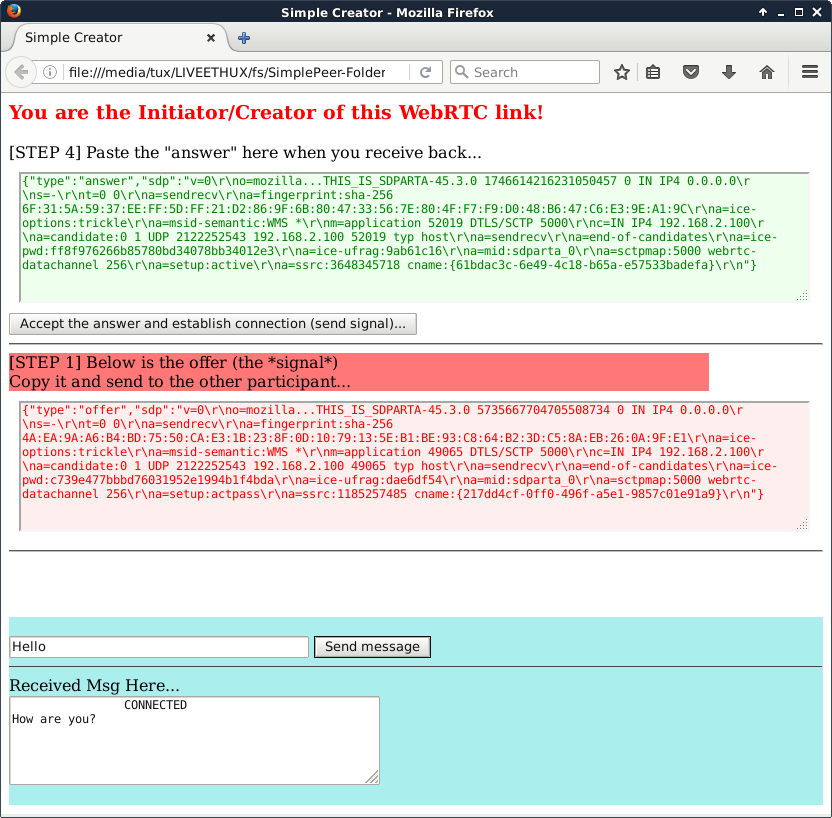 Simple Creator - Mozilla Firefox
Simple Creator
file:///media/tux/LIVEETHUX/fs/SimplePeer-Folder
Search
You are the Initiator/Creator of this WebRTC link!
[STEP 4] Paste the "answer" here when you receive back...
{"type":"answer","sdp":"v=0\r\no=mozilla...THIS_IS_SDPARTA-45.3.0 1746614216231050457 0 IN IP4 0.0.0.0\r
\ns=-\r\nt=0 0\r\na=sendrecv\r\na=fingerprint:sha-256
6F:31:5A:59:37:EE:FF:5D:FF:21:D2:86:9F:6B:80:47:33:56:7E:80:4F:F7:F9:D0:48:B6:47:C6:E3:9E:A1:9C\r\na=ice-
options:trickle\r\na=msid-semantic:WMS *\r\nm=application 52019 DTLS/SCTP 5000\r\nc=IN IP4 192.168.2.100\r
\na=candidate:0 1 UDP 2122252543 192.168.2.100 52019 typ host\r\na=sendrecv\r\na=end-of-candidates\r\na=ice-
pwd:ff8f976266b85780bd34078bb34012e3\r\na=ice-ufrag:9ab61c16\r\na=mid:sdparta_0\r\na=sctpmap:5000 webrtc-
datachannel 256\r\na=setup:active\r\na=ssrc:3648345718 cname:{61bdac3c-6e49-4c18-b65a-e57533badefa}\r\n"}
Accept the answer and establish connection (send signal)...
[STEP 1] Below is the offer (the *signal*)
Copy it and send to the other participant...
{"type":"offer","sdp":"v=0\r\no=mozilla...THIS_IS_SDPARTA-45.3.0 5735667704705508734 0 IN IP4 0.0.0.0\r
\ns=-\r\nt=0 0\r\na=sendrecv\r\na=fingerprint:sha-256
4A:EA:9A:A6:B4:BD:75:50:CA:E3:1B:23:8F:0D:10:79:13:5E:B1:BE:93:C8:64:B2:3D:C5:8A:EB:26:0A:9F:E1\r\na=ice-
options:trickle\r\na=msid-semantic:WMS *\r\nm=application 49065 DTLS/SCTP 5000\r\nc=IN IP4 192.168.2.100\r
\na=candidate:0 1 UDP 2122252543 192.168.2.100 49065 typ host\r\na=sendrecv\r\na=end-of-candidates\r\na=ice-
pwd:c739e477bbbd76031952e1994b1f4bda\r\na=ice-ufrag:dae6df54\r\na=mid:sdparta_0\r\na=sctpmap:5000 webrtc-
datachannel 256\r\na=setup:actpass\r\na=ssrc:1185257485 cname:{217dd4cf-0ff0-496f-a5e1-9857c01e91a9}\r\n"}
Hello
Send message
Received Msg Here...
CONNECTED
How are you?